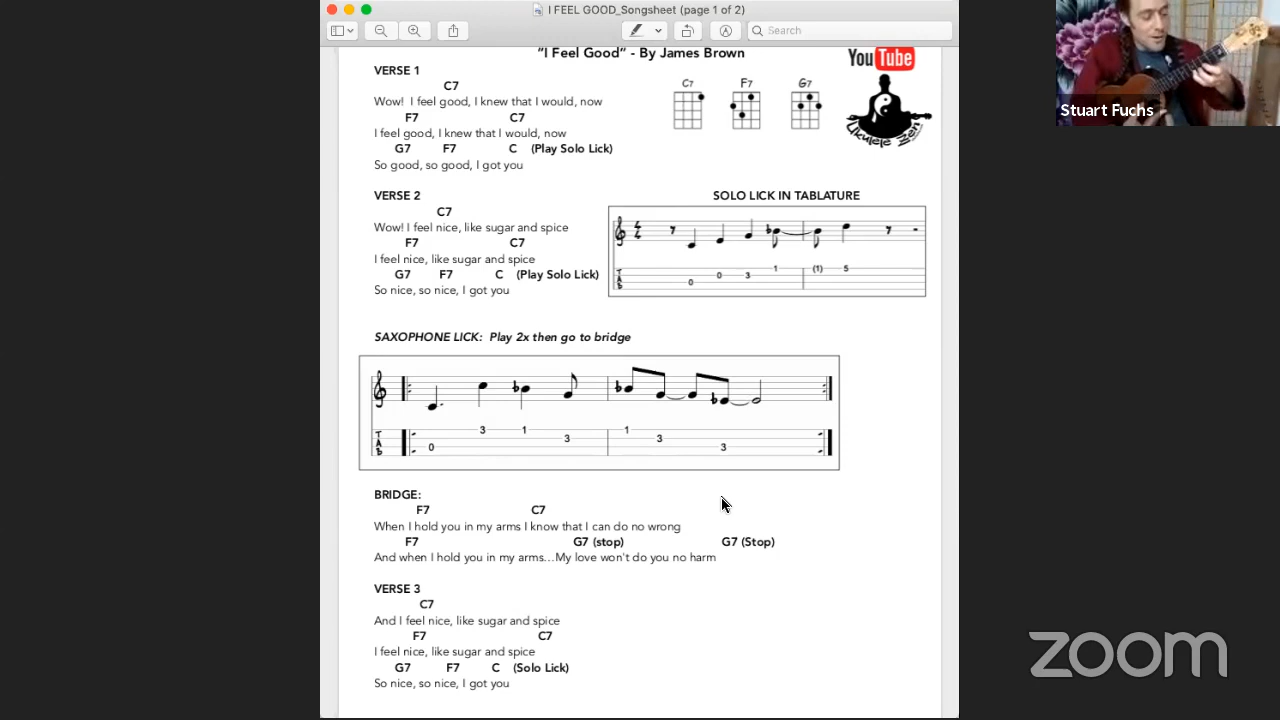 I FEEL GOOD_Songsheet (page 1 of 2)
Search
"I Feel Good" - By James Brown
You Tube
VERSE 1
C7
Wow! I feel good, I knew that I would, now
F7 C7
I feel good, I knew that I would, now
G7 F7 C (Play Solo Lick)
So good, so good, I got you
C7 F7 G7
Ukulele Zen
Stuart Fuchs
VERSE 2
C7
Wow! I feel nice, like sugar and spice
F7 C7
I feel nice, like sugar and spice
G7 F7 C (Play Solo Lick)
So nice, so nice, I got you
SOLO LICK IN TABLATURE
4
4
T
A
B
0 0 3 1 (1) 5
SAXOPHONE LICK: Play 2x then go to bridge
T
A
B
0 3 1 3 1 3 3
BRIDGE:
F7 C7
When I hold you in my arms I know that I can do no wrong
F7 G7 (stop) G7 (Stop)
And when I hold you in my arms...My love won't do you no harm
VERSE 3
C7
And I feel nice, like sugar and spice
F7 C7
I feel nice, like sugar and spice
G7 F7 C (Solo Lick)
So nice, so nice, I got you
zoom